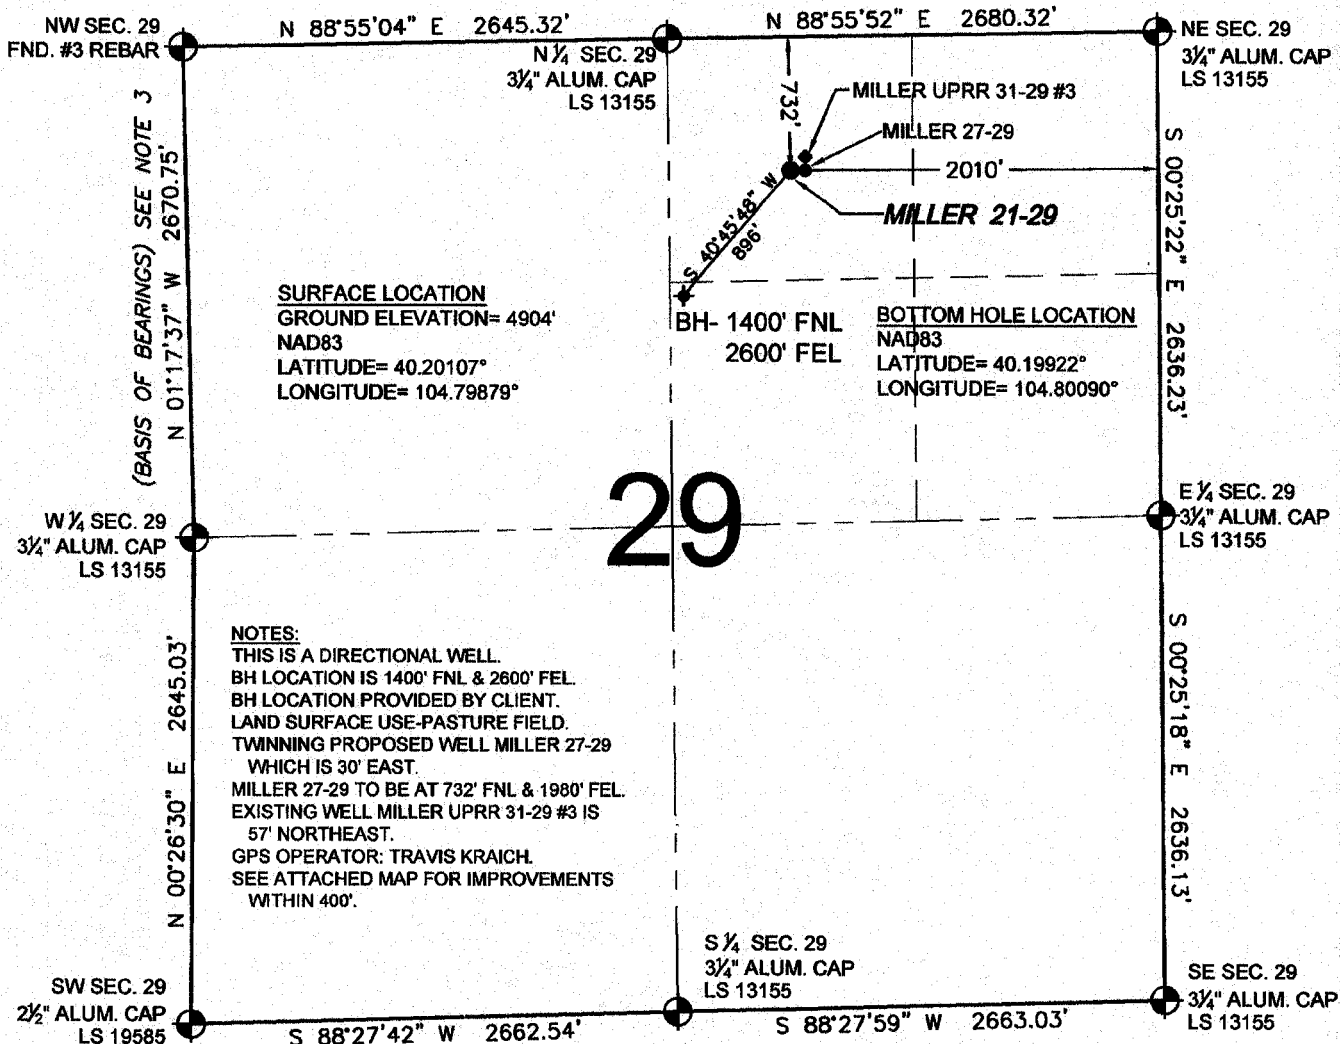 NW SEC. 29
FND. #3 REBAR
N 88°55'04" E 2645.32'
N ¼ SEC. 29
3¼" ALUM. CAP
LS 13155
N 88°55'52" E 2680.32'
NE SEC. 29
3¼" ALUM. CAP
LS 13155
732'
MILLER UPRR 31-29 #3
MILLER 27-29
2010'
MILLER 21-29
S 40°45'48" W
896'
(BASIS OF BEARINGS) SEE NOTE 3
N 01°17'37" W 2670.75'
S 00°25'22" E 2636.23'
SURFACE LOCATION
GROUND ELEVATION= 4904'
NAD83
LATITUDE= 40.20107°
LONGITUDE= 104.79879°
BH- 1400' FNL
2600' FEL
BOTTOM HOLE LOCATION
NAD83
LATITUDE= 40.19922°
LONGITUDE= 104.80090°
29
W ¼ SEC. 29
3¼" ALUM. CAP
LS 13155
E ¼ SEC. 29
3¼" ALUM. CAP
LS 13155
NOTES:
THIS IS A DIRECTIONAL WELL.
BH LOCATION IS 1400' FNL & 2600' FEL.
BH LOCATION PROVIDED BY CLIENT.
LAND SURFACE USE-PASTURE FIELD.
TWINNING PROPOSED WELL MILLER 27-29
WHICH IS 30' EAST.
MILLER 27-29 TO BE AT 732' FNL & 1980' FEL.
EXISTING WELL MILLER UPRR 31-29 #3 IS
57' NORTHEAST.
GPS OPERATOR: TRAVIS KRAICH.
SEE ATTACHED MAP FOR IMPROVEMENTS
WITHIN 400'.
N 00°26'30" E 2645.03'
S 00°25'18" E 2636.13'
SW SEC. 29
2½" ALUM. CAP
LS 19585
S 88°27'42" W 2662.54'
S ¼ SEC. 29
3¼" ALUM. CAP
LS 13155
S 88°27'59" W 2663.03'
SE SEC. 29
3¼" ALUM. CAP
LS 13155